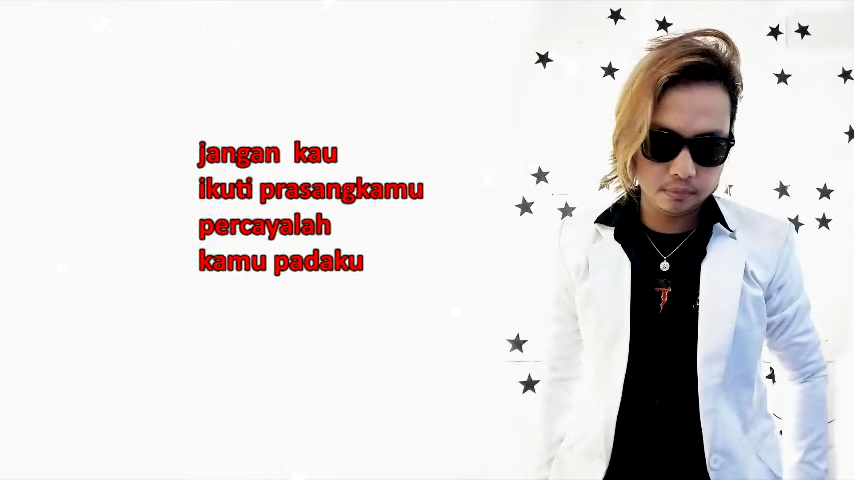 jangan kau
ikuti prasangkamu
percayalah
kamu padaku